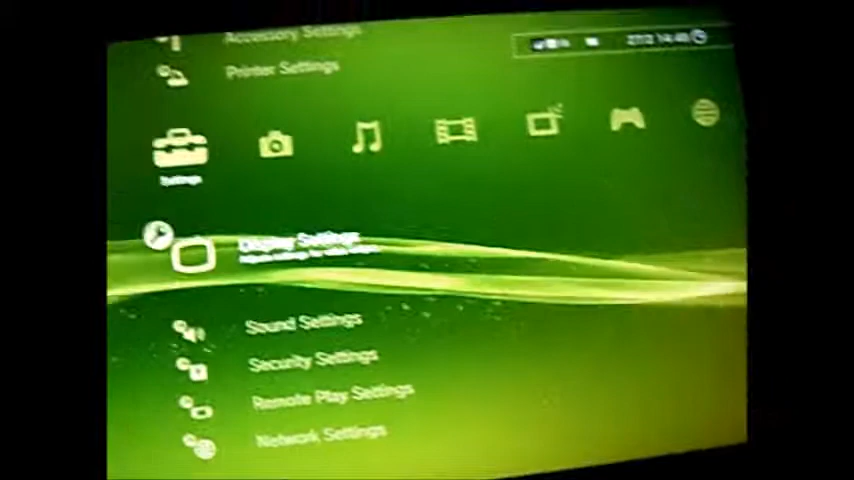 Accessory Settings
Printer Settings
Settings
Display Settings
Sound Settings
Security Settings
Remote Play Settings
Network Settings